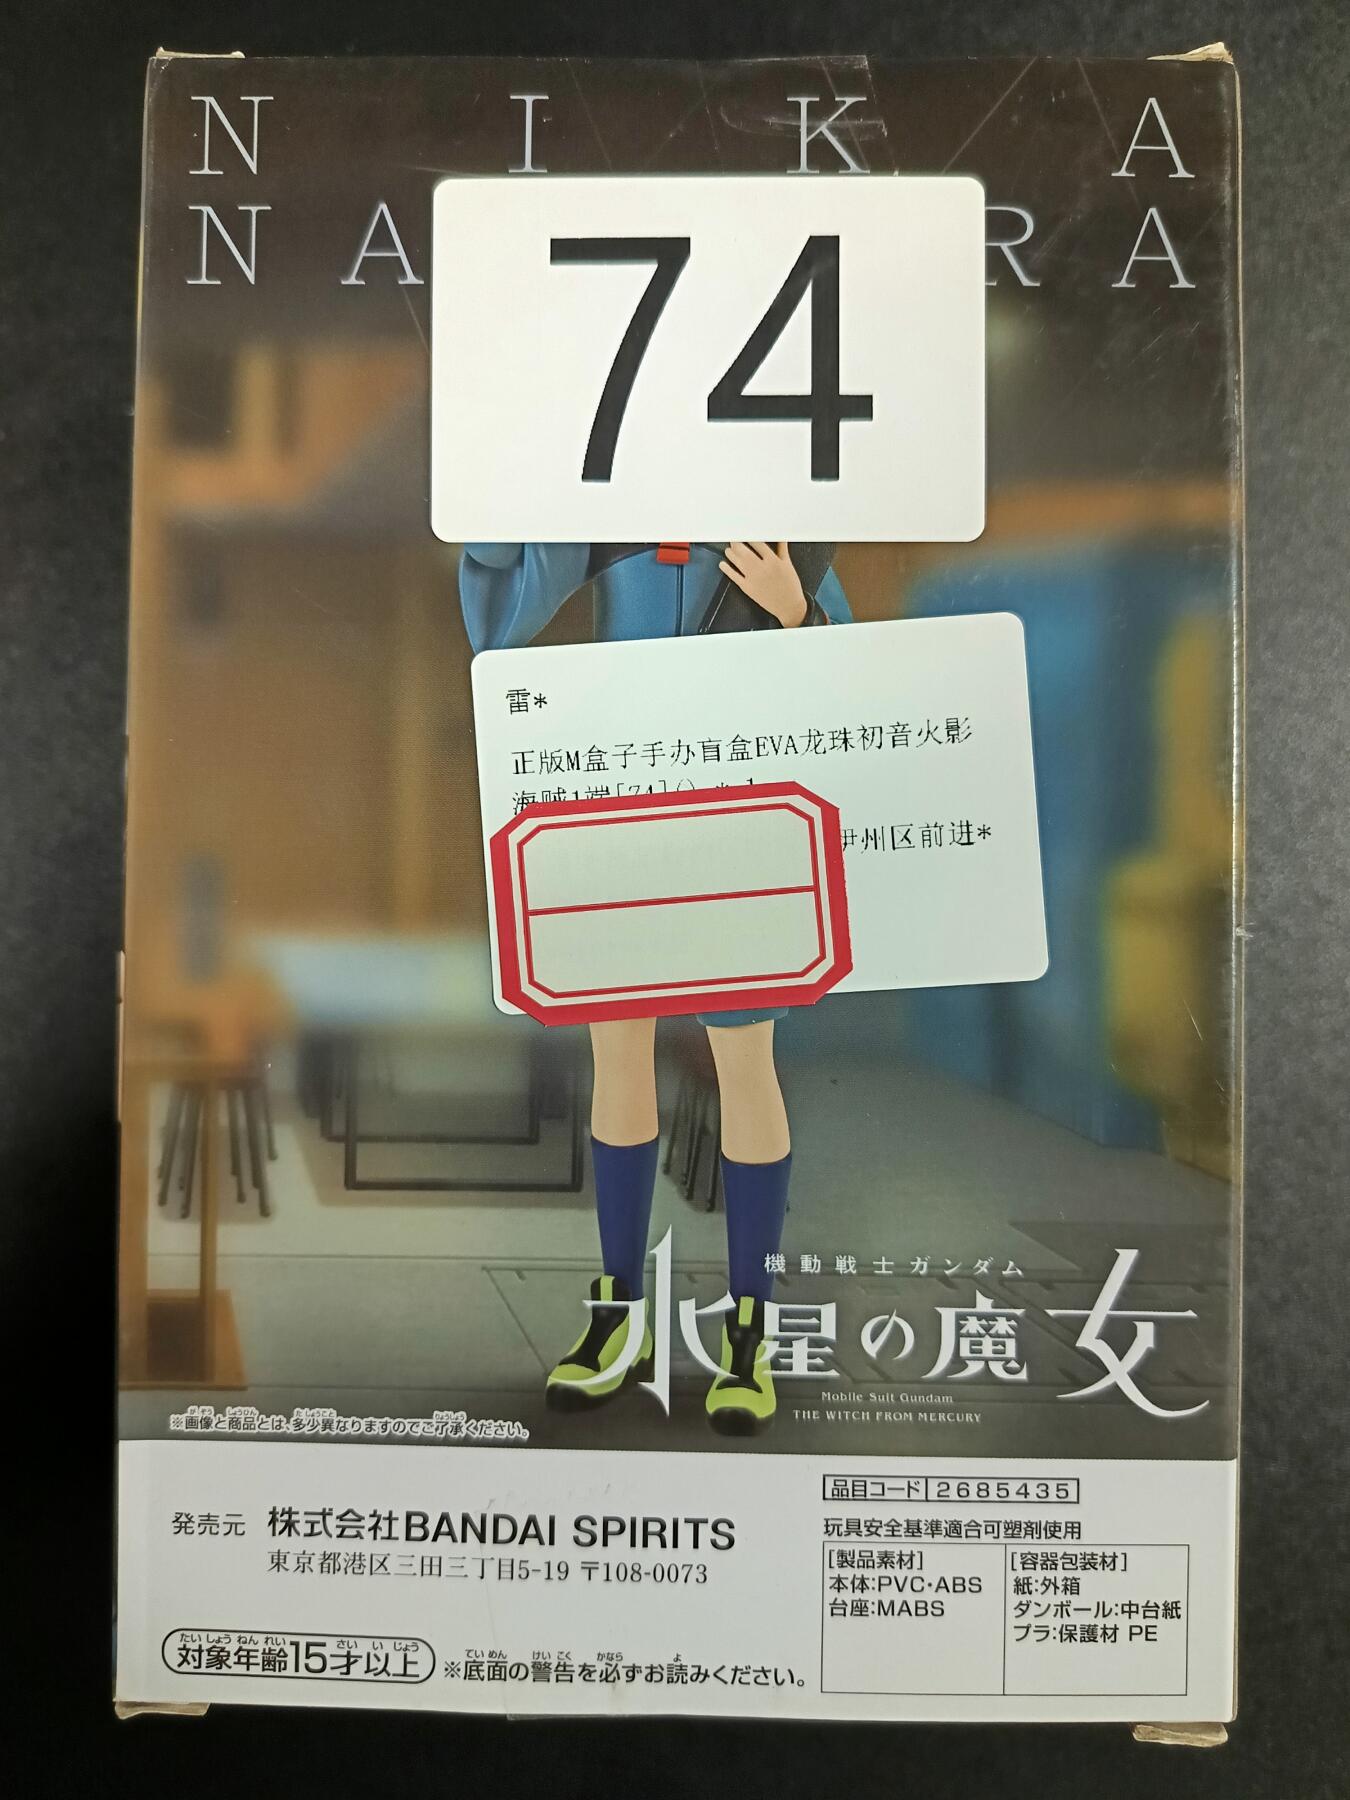 N I K A
N A R A
74
雷*
正版M盒子手办盲盒EVA龙珠初音火影
海贼1端[74]
伊州区前进*
機動戦士ガンダム
水星の魔女
Mobile Suit Gundam
THE WITCH FROM MERCURY
※画像と商品とは、多少異なりますのでご了承ください。
発売元 株式会社BANDAI SPIRITS
東京都港区三田三丁目5-19 〒108-0073
対象年齢15才以上
※底面の警告を必ずお読みください。
品目コード 2685435
玩具安全基準適合可塑剤使用
[製品素材]
本体:PVC・ABS
台座:MABS
[容器包装材]
紙:外箱
ダンボール:中台紙
プラ:保護材 PE